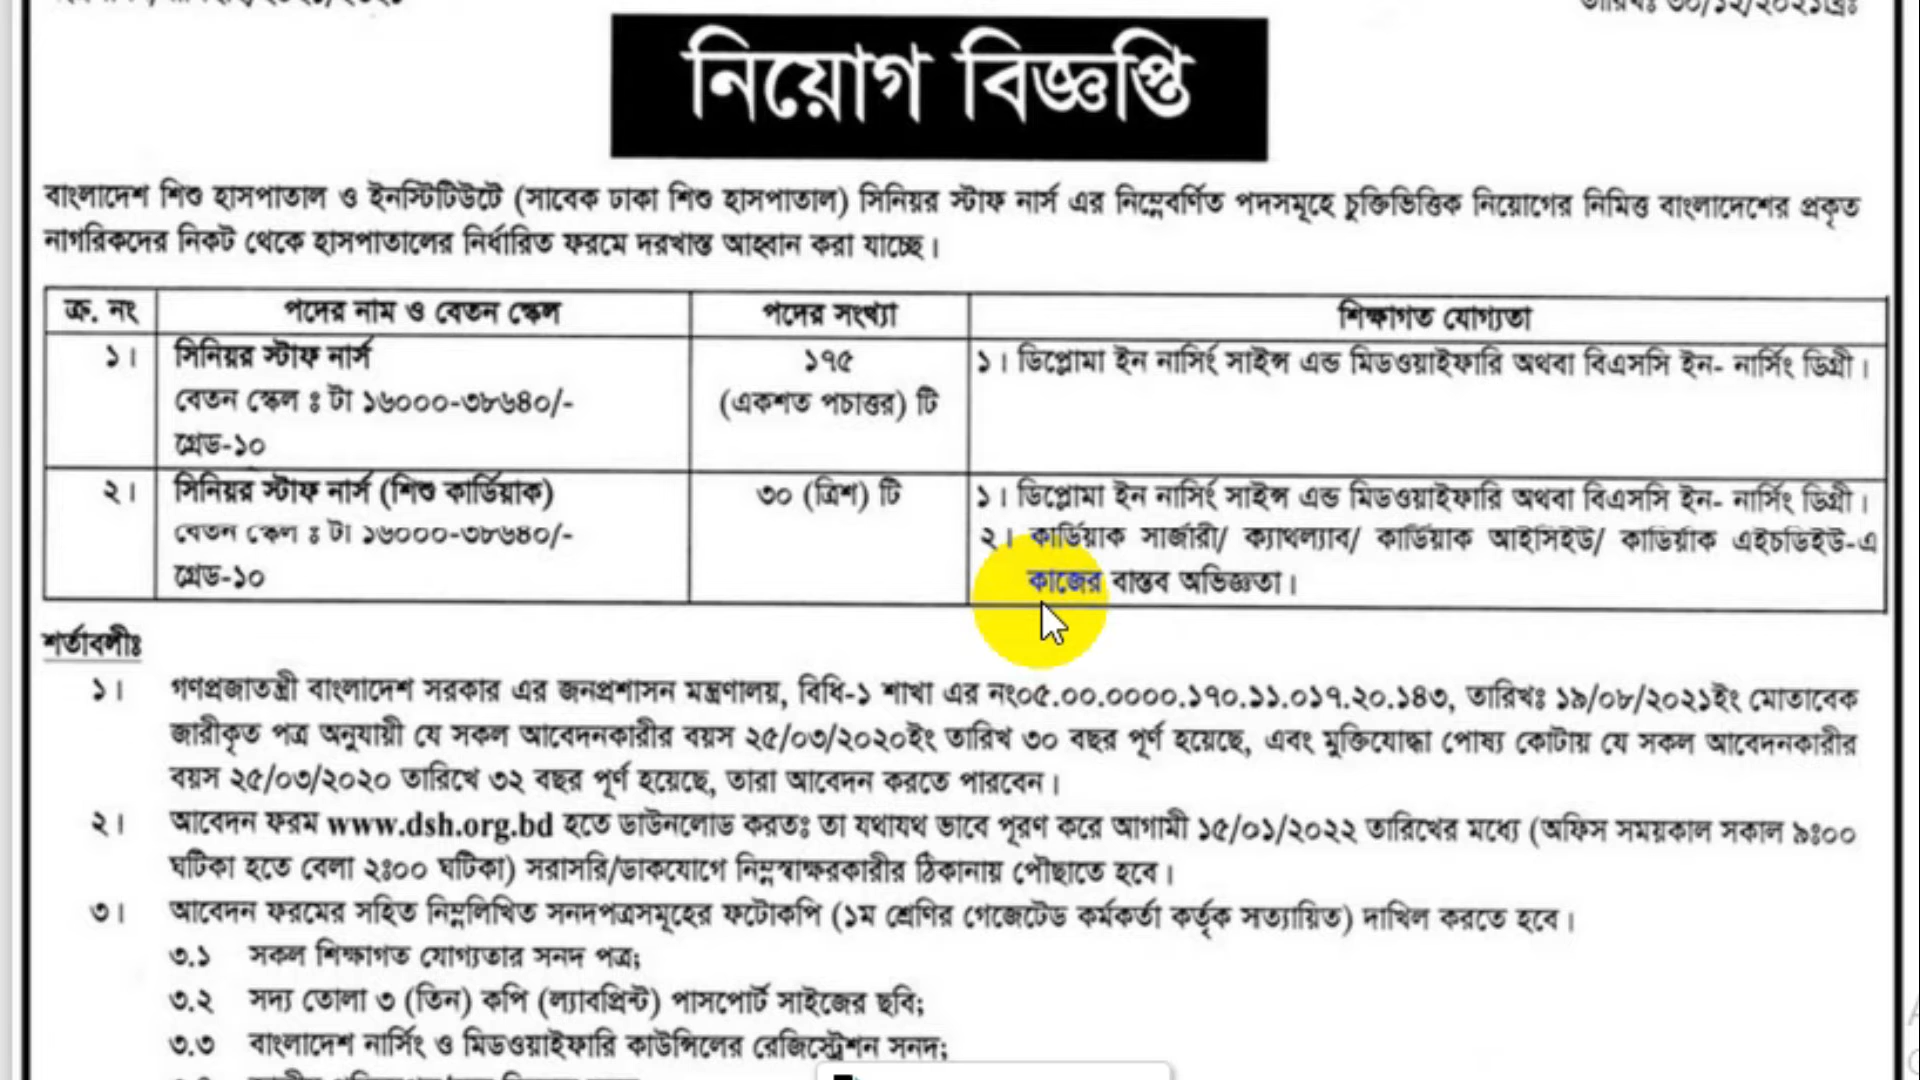 তারিখঃ ৩০/১২/২০২১খ্রিঃ
নিয়োগ বিজ্ঞপ্তি
বাংলাদেশ শিশু হাসপাতাল ও ইনস্টিটিউটে (সাবেক ঢাকা শিশু হাসপাতাল) সিনিয়র স্টাফ নার্স এর নিম্নেবর্ণিত পদসমূহে চুক্তিভিত্তিক নিয়োগের নিমিত্ত বাংলাদেশের প্রকৃত
নাগরিকদের নিকট থেকে হাসপাতালের নির্ধারিত ফরমে দরখাস্ত আহ্বান করা যাচ্ছে।
ক্র. নং পদের নাম ও বেতন স্কেল পদের সংখ্যা শিক্ষাগত যোগ্যতা
১। সিনিয়র স্টাফ নার্স ১৭৫ ১। ডিপ্লোমা ইন নার্সিং সাইন্স এন্ড মিডওয়াইফারি অথবা বিএসসি ইন- নার্সিং ডিগ্রী।
বেতন স্কেল ঃ টা ১৬০০০-৩৮৬৪০/- (একশত পচাত্তর) টি
গ্রেড-১০
২। সিনিয়র স্টাফ নার্স (শিশু কার্ডিয়াক) ৩০ (ত্রিশ) টি ১। ডিপ্লোমা ইন নার্সিং সাইন্স এন্ড মিডওয়াইফারি অথবা বিএসসি ইন- নার্সিং ডিগ্রী।
বেতন স্কেল ঃ টা ১৬০০০-৩৮৬৪০/- ২। কার্ডিয়াক সার্জারী/ ক্যাথল্যাব/ কার্ডিয়াক আইসিইউ/ কার্ডিয়াক এইচডিইউ-এ
গ্রেড-১০ কাজের বাস্তব অভিজ্ঞতা।
শর্তাবলীঃ
১। গণপ্রজাতন্ত্রী বাংলাদেশ সরকার এর জনপ্রশাসন মন্ত্রণালয়, বিধি-১ শাখা এর নং০৫.০০.০০০০.১৭০.১১.০১৭.২০.১৪৩, তারিখঃ ১৯/০৮/২০২১ইং মোতাবেক
জারীকৃত পত্র অনুযায়ী যে সকল আবেদনকারীর বয়স ২৫/০৩/২০২০ইং তারিখ ৩০ বছর পূর্ণ হয়েছে, এবং মুক্তিযোদ্ধা পোষ্য কোটায় যে সকল আবেদনকারীর
বয়স ২৫/০৩/২০২০ তারিখে ৩২ বছর পূর্ণ হয়েছে, তারা আবেদন করতে পারবেন।
২। আবেদন ফরম www.dsh.org.bd হতে ডাউনলোড করতঃ তা যথাযথ ভাবে পূরণ করে আগামী ১৫/০১/২০২২ তারিখের মধ্যে (অফিস সময়কাল সকাল ৯ঃ০০
ঘটিকা হতে বেলা ২ঃ০০ ঘটিকা) সরাসরি/ডাকযোগে নিম্নস্বাক্ষরকারীর ঠিকানায় পৌছাতে হবে।
৩। আবেদন ফরমের সহিত নিম্নলিখিত সনদপত্রসমূহের ফটোকপি (১ম শ্রেণির গেজেটেড কর্মকর্তা কর্তৃক সত্যায়িত) দাখিল করতে হবে।
৩.১ সকল শিক্ষাগত যোগ্যতার সনদ পত্র;
৩.২ সদ্য তোলা ৩ (তিন) কপি (ল্যাবপ্রিন্ট) পাসপোর্ট সাইজের ছবি;
৩.৩ বাংলাদেশ নার্সিং ও মিডওয়াইফারি কাউন্সিলের রেজিস্ট্রেশন সনদ;